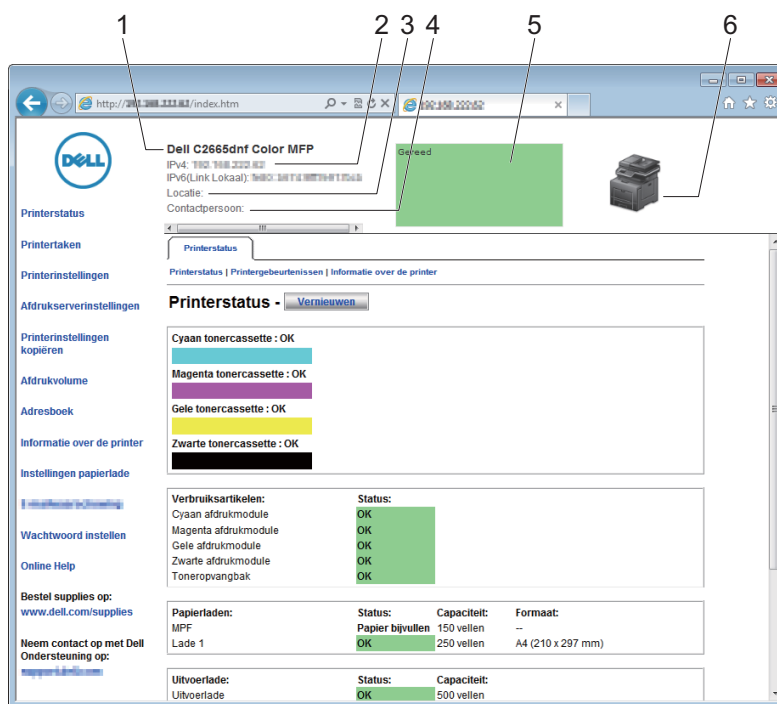 1 2 3 4 5 6
http:// /index.htm
DELL
Dell C2665dnf Color MFP
IPv4:
IPv6(Link Lokaal):
Locatie:
Contactpersoon:
Gereed
Printerstatus
Printertaken
Printerinstellingen
Afdrukserverinstellingen
Printerinstellingen
kopiëren
Afdrukvolume
Adresboek
Informatie over de printer
Instellingen papierlade
Wachtwoord instellen
Online Help
Bestel supplies op:
www.dell.com/supplies
Neem contact op met Dell
Ondersteuning op:
Printerstatus
Printerstatus | Printergebeurtenissen | Informatie over de printer
Printerstatus - Vernieuwen
Cyaan tonercassette : OK
Magenta tonercassette : OK
Gele tonercassette : OK
Zwarte tonercassette : OK
Verbruiksartikelen: Status:
Cyaan afdrukmodule OK
Magenta afdrukmodule OK
Gele afdrukmodule OK
Zwarte afdrukmodule OK
Toneropvangbak OK
Papierladen: Status: Capaciteit: Formaat:
MPF Papier bijvullen 150 vellen --
Lade 1 OK 250 vellen A4 (210 x 297 mm)
Uitvoerlade: Status: Capaciteit:
Uitvoerlade OK 500 vellen